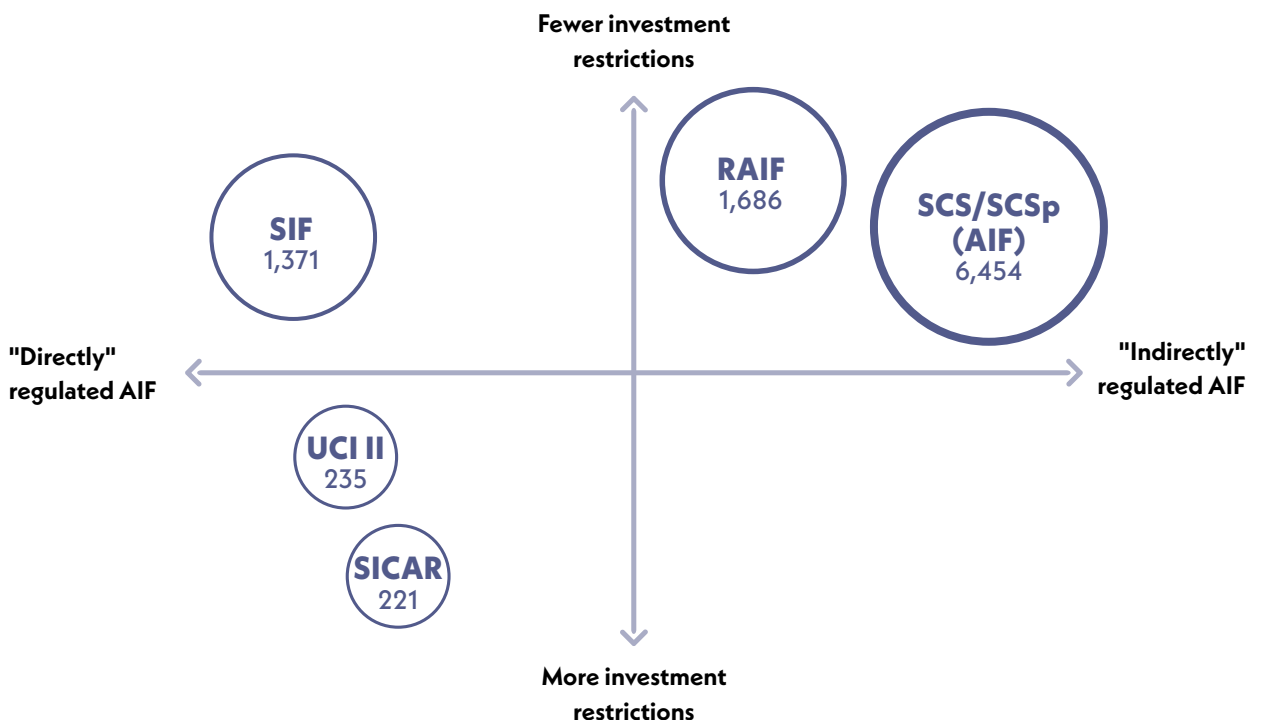 Fewer investment
restrictions
RAIF
1,686
SCS/SCSp
(AIF)
6,454
SIF
1,371
"Directly"
regulated AIF
"Indirectly"
regulated AIF
UCI II
235
SICAR
221
More investment
restrictions